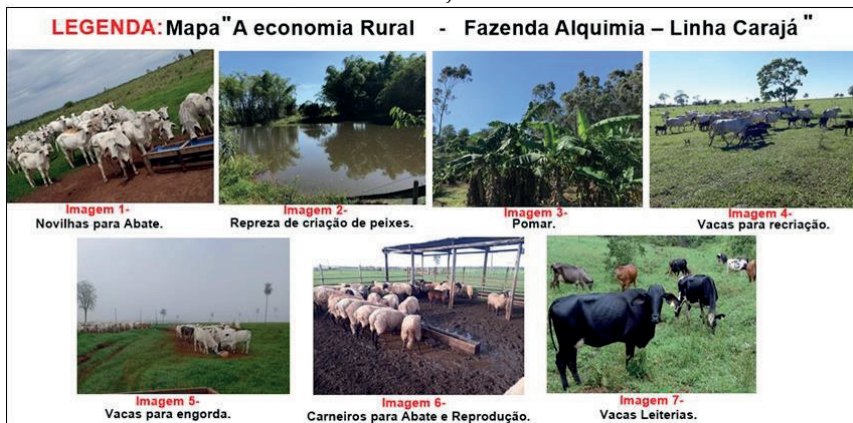 LEGENDA: Mapa "A economia Rural - Fazenda Alquimia – Linha Carajá "
Imagem 1-
Novilhas para Abate.
Imagem 2-
Repreza de criação de peixes.
Imagem 3-
Pomar.
Imagem 4-
Vacas para recriação.
Imagem 5-
Vacas para engorda.
Imagem 6-
Carneiros para Abate e Reprodução.
Imagem 7-
Vacas Leiterias.